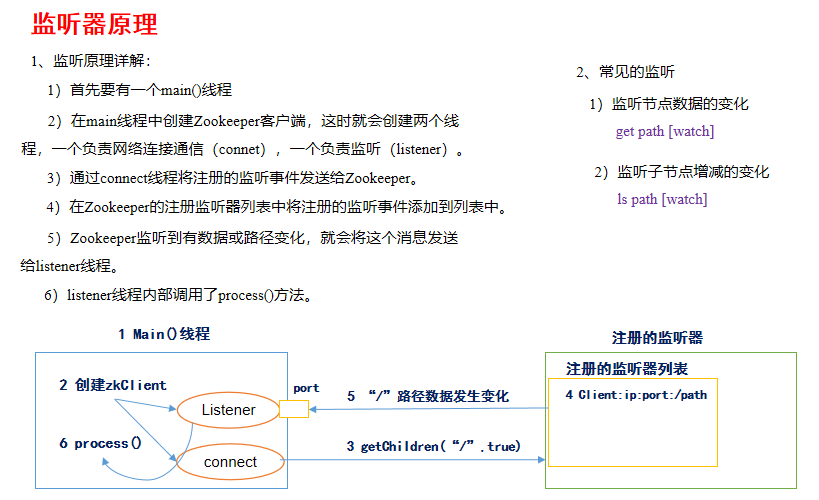 监听器原理
1、监听原理详解：
1）首先要有一个main()线程
2）在main线程中创建Zookeeper客户端，这时就会创建两个线
程，一个负责网络连接通信（connet），一个负责监听（listener）。
3）通过connect线程将注册的监听事件发送给Zookeeper。
4）在Zookeeper的注册监听器列表中将注册的监听事件添加到列表中。
5）Zookeeper监听到有数据或路径变化，就会将这个消息发送
给listener线程。
6）listener线程内部调用了process()方法。
2、常见的监听
1）监听节点数据的变化
get path [watch]
2）监听子节点增减的变化
ls path [watch]
1 Main()线程
2 创建zkClient
Listener
6 process()
connect
port
5 “/”路径数据发生变化
3 getChildren(“/”.true)
注册的监听器
注册的监听器列表
4 Client:ip:port:/path